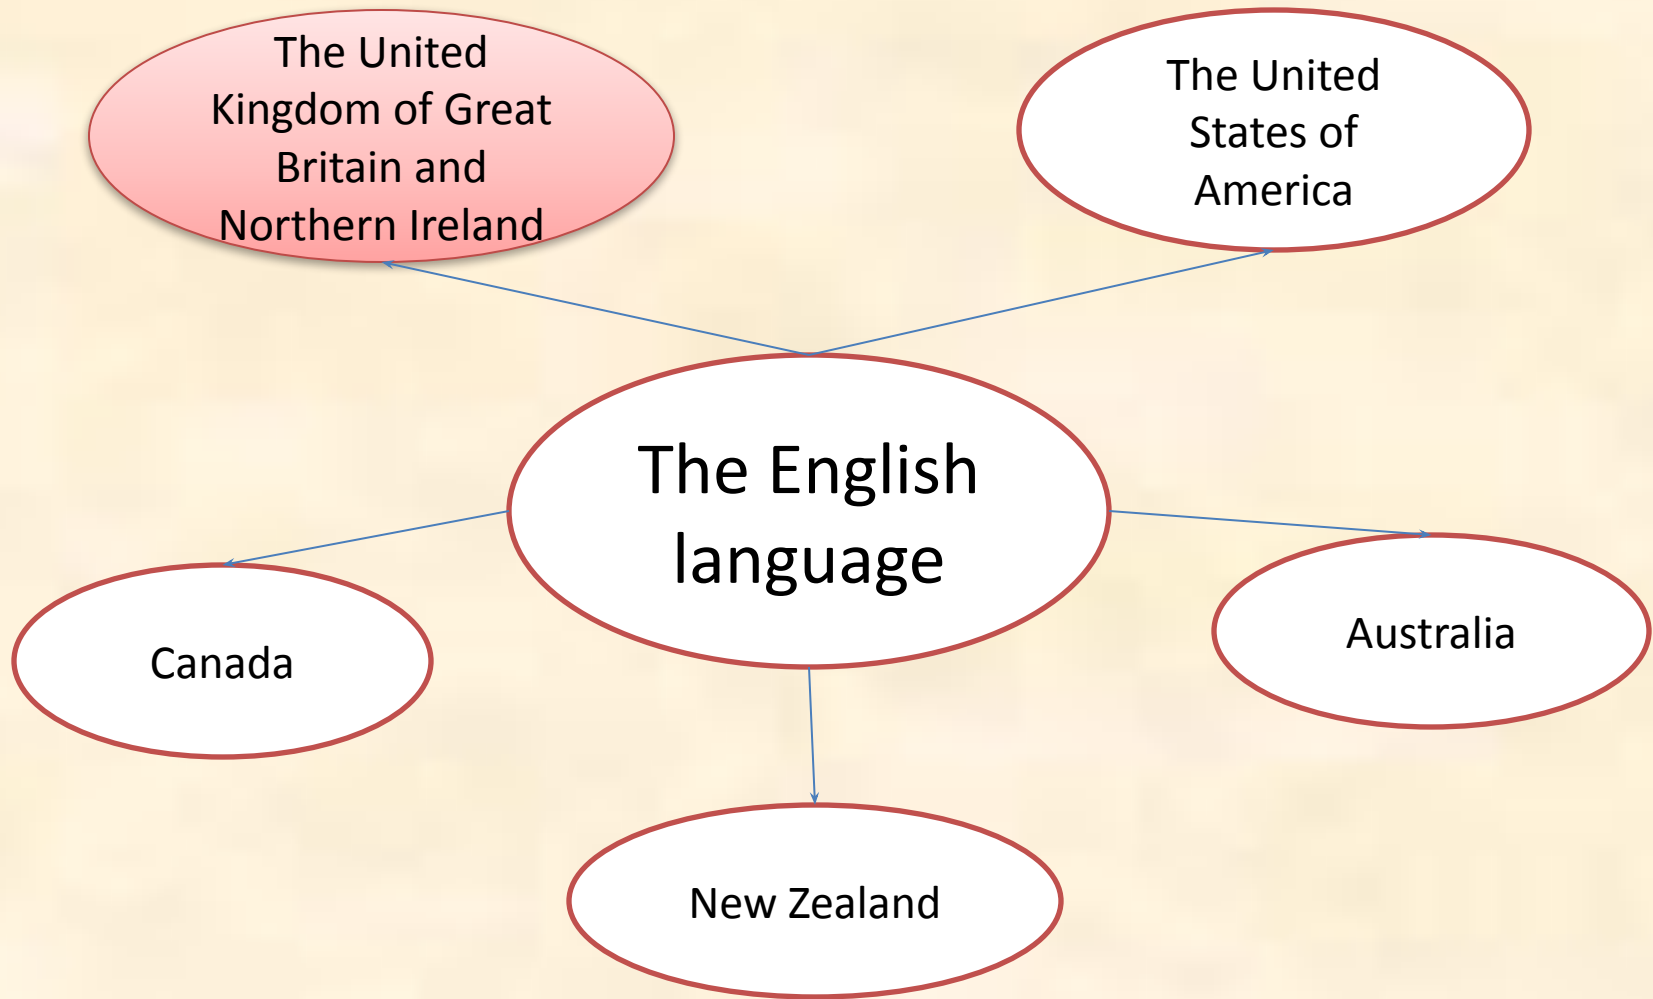 The United
Kingdom of Great
Britain and
Northern Ireland
The United
States of
America
The English
language
Canada
Australia
New Zealand